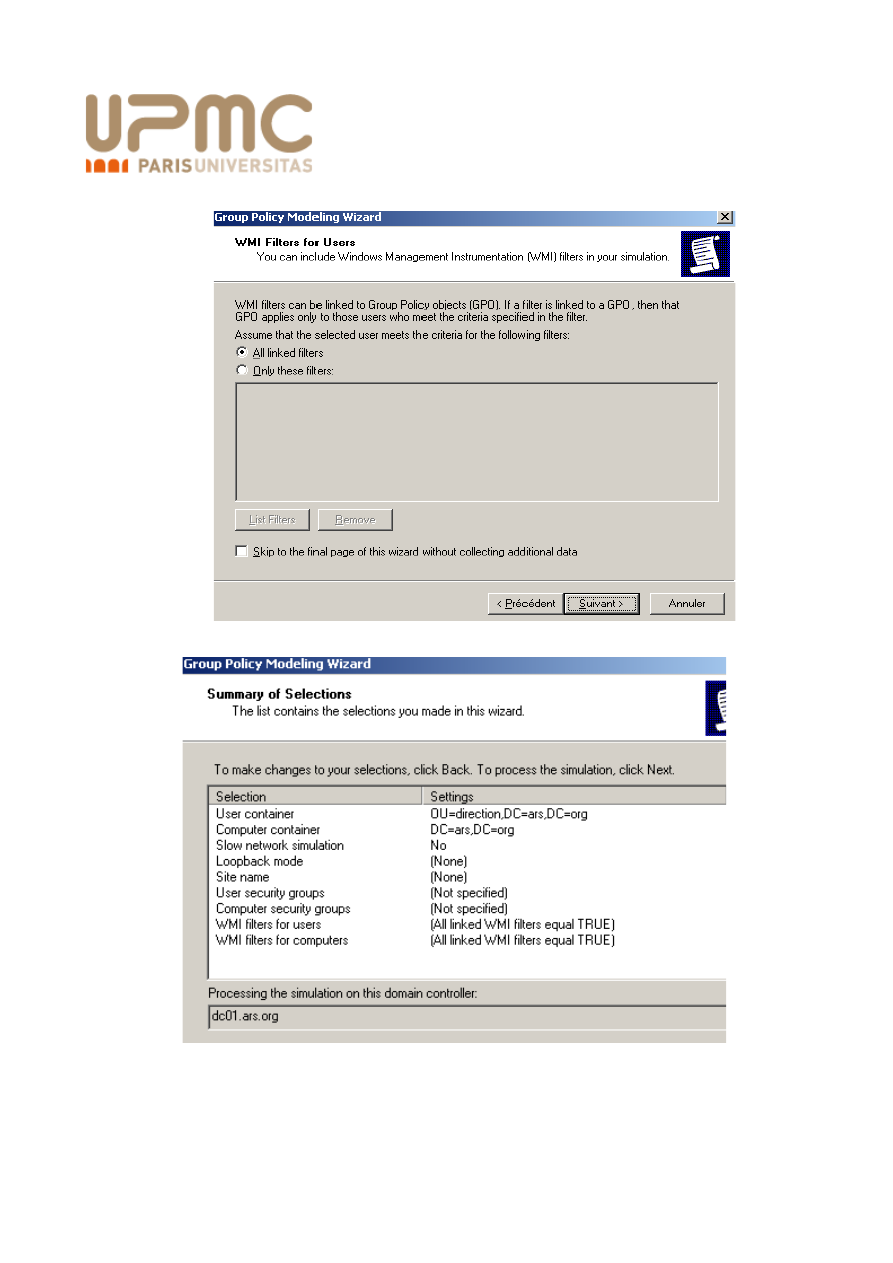 UPMC
PARISUNIVERSITAS
Group Policy Modeling Wizard
WMI Filters for Users
You can include Windows Management Instrumentation (WMI) filters in your simulation.
WMI filters can be linked to Group Policy objects (GPO). If a filter is linked to a GPO , then that
GPO applies only to those users who meet the criteria specified in the filter.
Assume that the selected user meets the criteria for the following filters:
All linked filters
Only these filters:
List Filters Remove
Skip to the final page of this wizard without collecting additional data
< Précédent Suivant > Annuler
Group Policy Modeling Wizard
Summary of Selections
The list contains the selections you made in this wizard.
To make changes to your selections, click Back. To process the simulation, click Next.
Selection Settings
User container OU=direction,DC=ars,DC=org
Computer container DC=ars,DC=org
Slow network simulation No
Loopback mode (None)
Site name (None)
User security groups (Not specified)
Computer security groups (Not specified)
WMI filters for users (All linked WMI filters equal TRUE)
WMI filters for computers (All linked WMI filters equal TRUE)
Processing the simulation on this domain controller:
dc01.ars.org